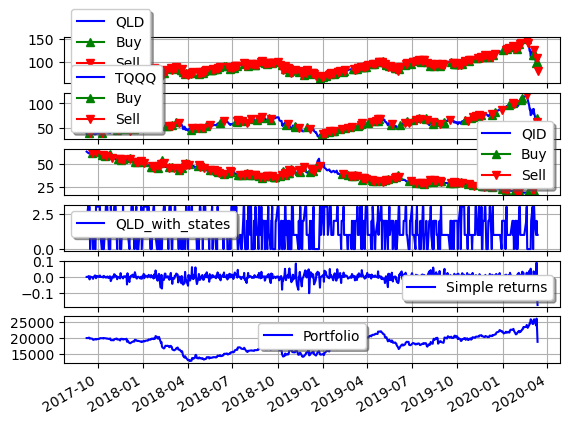 QLD
Buy
Sell
150
100
TQQQ
Buy
Sell
100
50
QID
Buy
Sell
50
25
QLD_with_states
2.5
0.0
Simple returns
0.1
0.0
−0.1
Portfolio
25000
20000
15000
2017-10 2018-01 2018-04 2018-07 2018-10 2019-01 2019-04 2019-07 2019-10 2020-01 2020-04